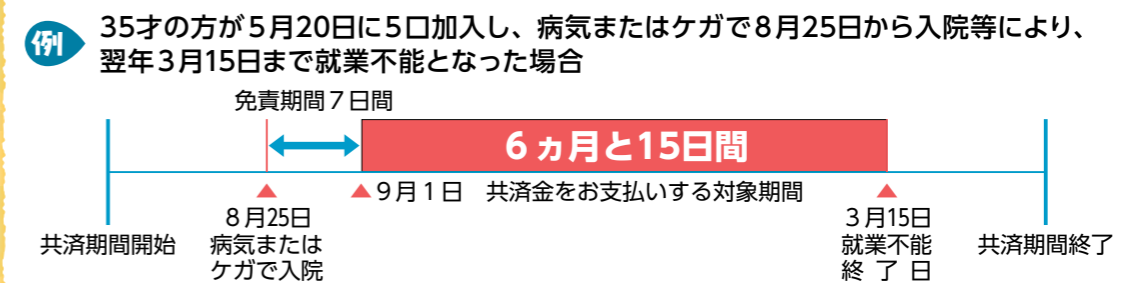 例
35才の方が5月20日に5口加入し、病気またはケガで8月25日から入院等により、
翌年3月15日まで就業不能となった場合
免責期間7日間
6ヵ月と15日間
9月1日 共済金をお支払いする対象期間
8月25日
病気または
ケガで入院
3月15日
就業不能
終了日
共済期間開始
共済期間終了